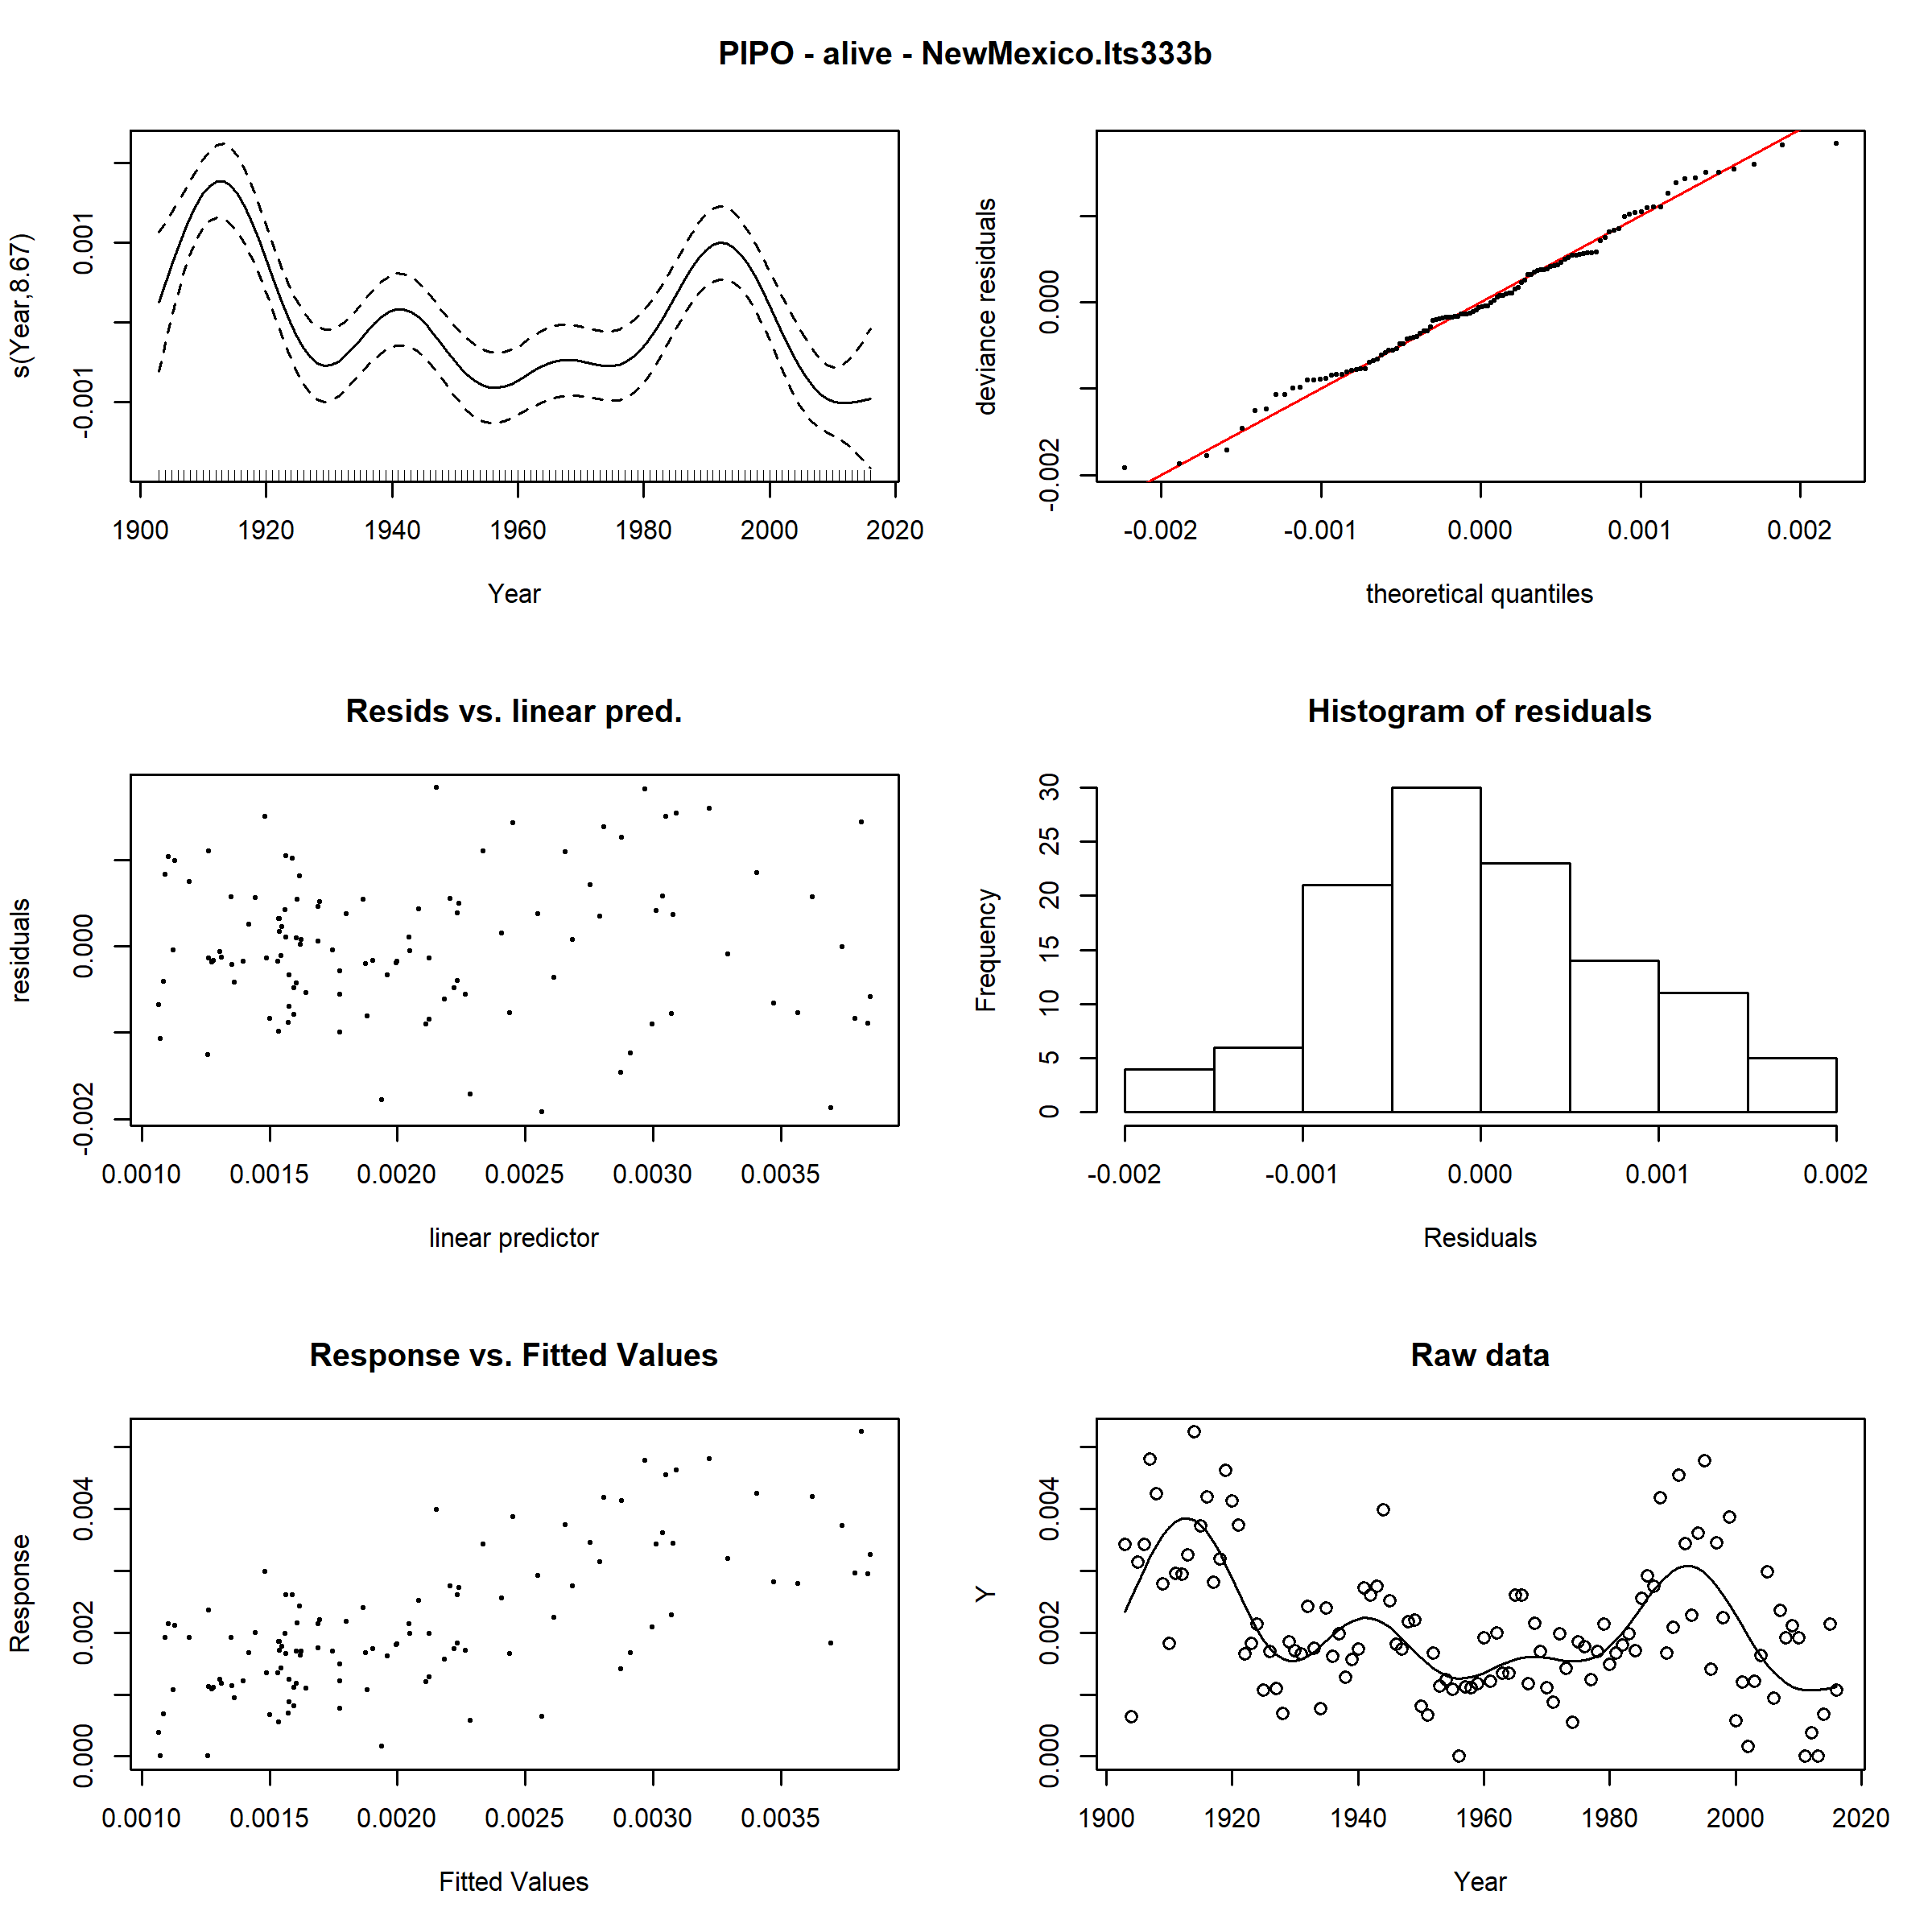 PIPO - alive - NewMexico.lts333b
s(Year,8.67)
-0.001 0.001
1900 1920 1940 1960 1980 2000 2020
Year
deviance residuals
-0.002 0.000
-0.002 -0.001 0.000 0.001 0.002
theoretical quantiles
Resids vs. linear pred.
residuals
-0.002 0.000
0.0010 0.0015 0.0020 0.0025 0.0030 0.0035
linear predictor
Histogram of residuals
Frequency
0 5 10 15 20 25 30
-0.002 -0.001 0.000 0.001 0.002
Residuals
Response vs. Fitted Values
Response
0.000 0.002 0.004
0.0010 0.0015 0.0020 0.0025 0.0030 0.0035
Fitted Values
Raw data
Y
0.000 0.002 0.004
1900 1920 1940 1960 1980 2000 2020
Year